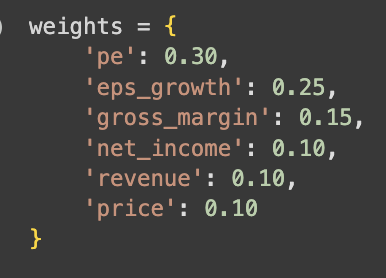 ) weights = {
    'pe': 0.30,
    'eps_growth': 0.25,
    'gross_margin': 0.15,
    'net_income': 0.10,
    'revenue': 0.10,
    'price': 0.10
}